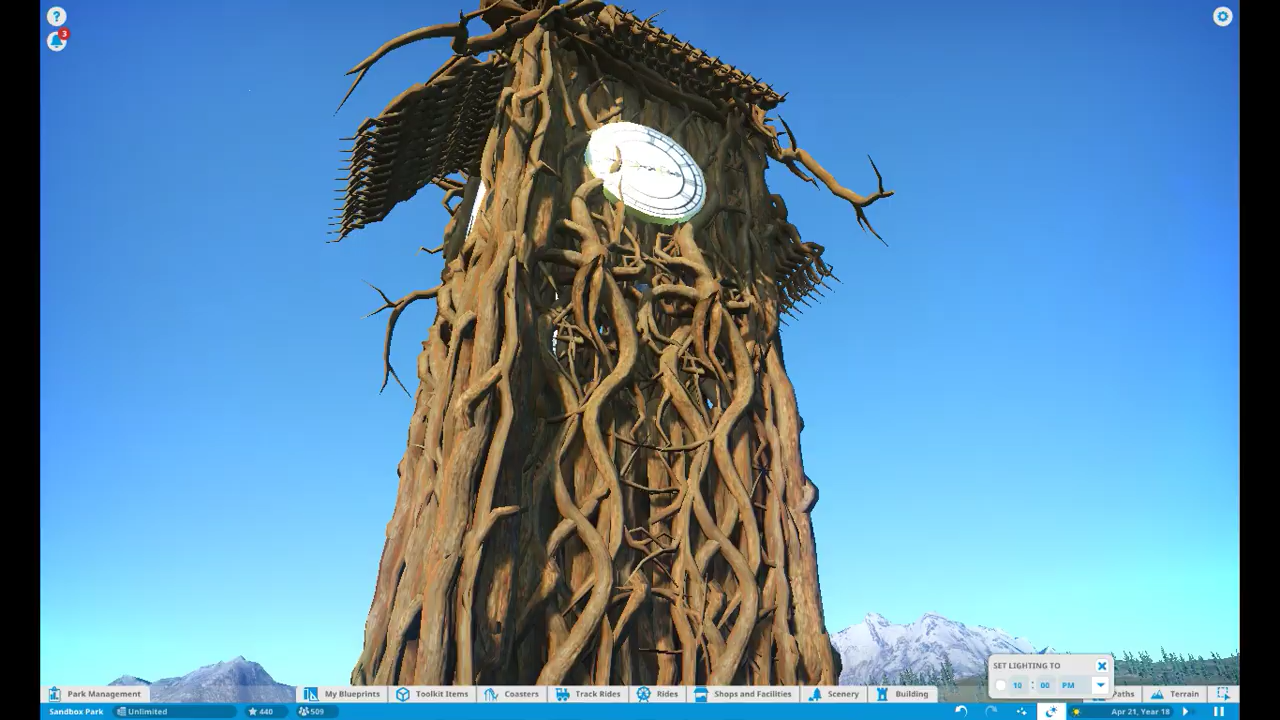 ?
3
SET LIGHTING TO
10 : 00 PM
Park Management
My Blueprints
Toolkit Items
Coasters
Track Rides
Rides
Shops and Facilities
Scenery
Building
Paths
Terrain
Sandbox Park
Unlimited
440
509
Apr 21, Year 18